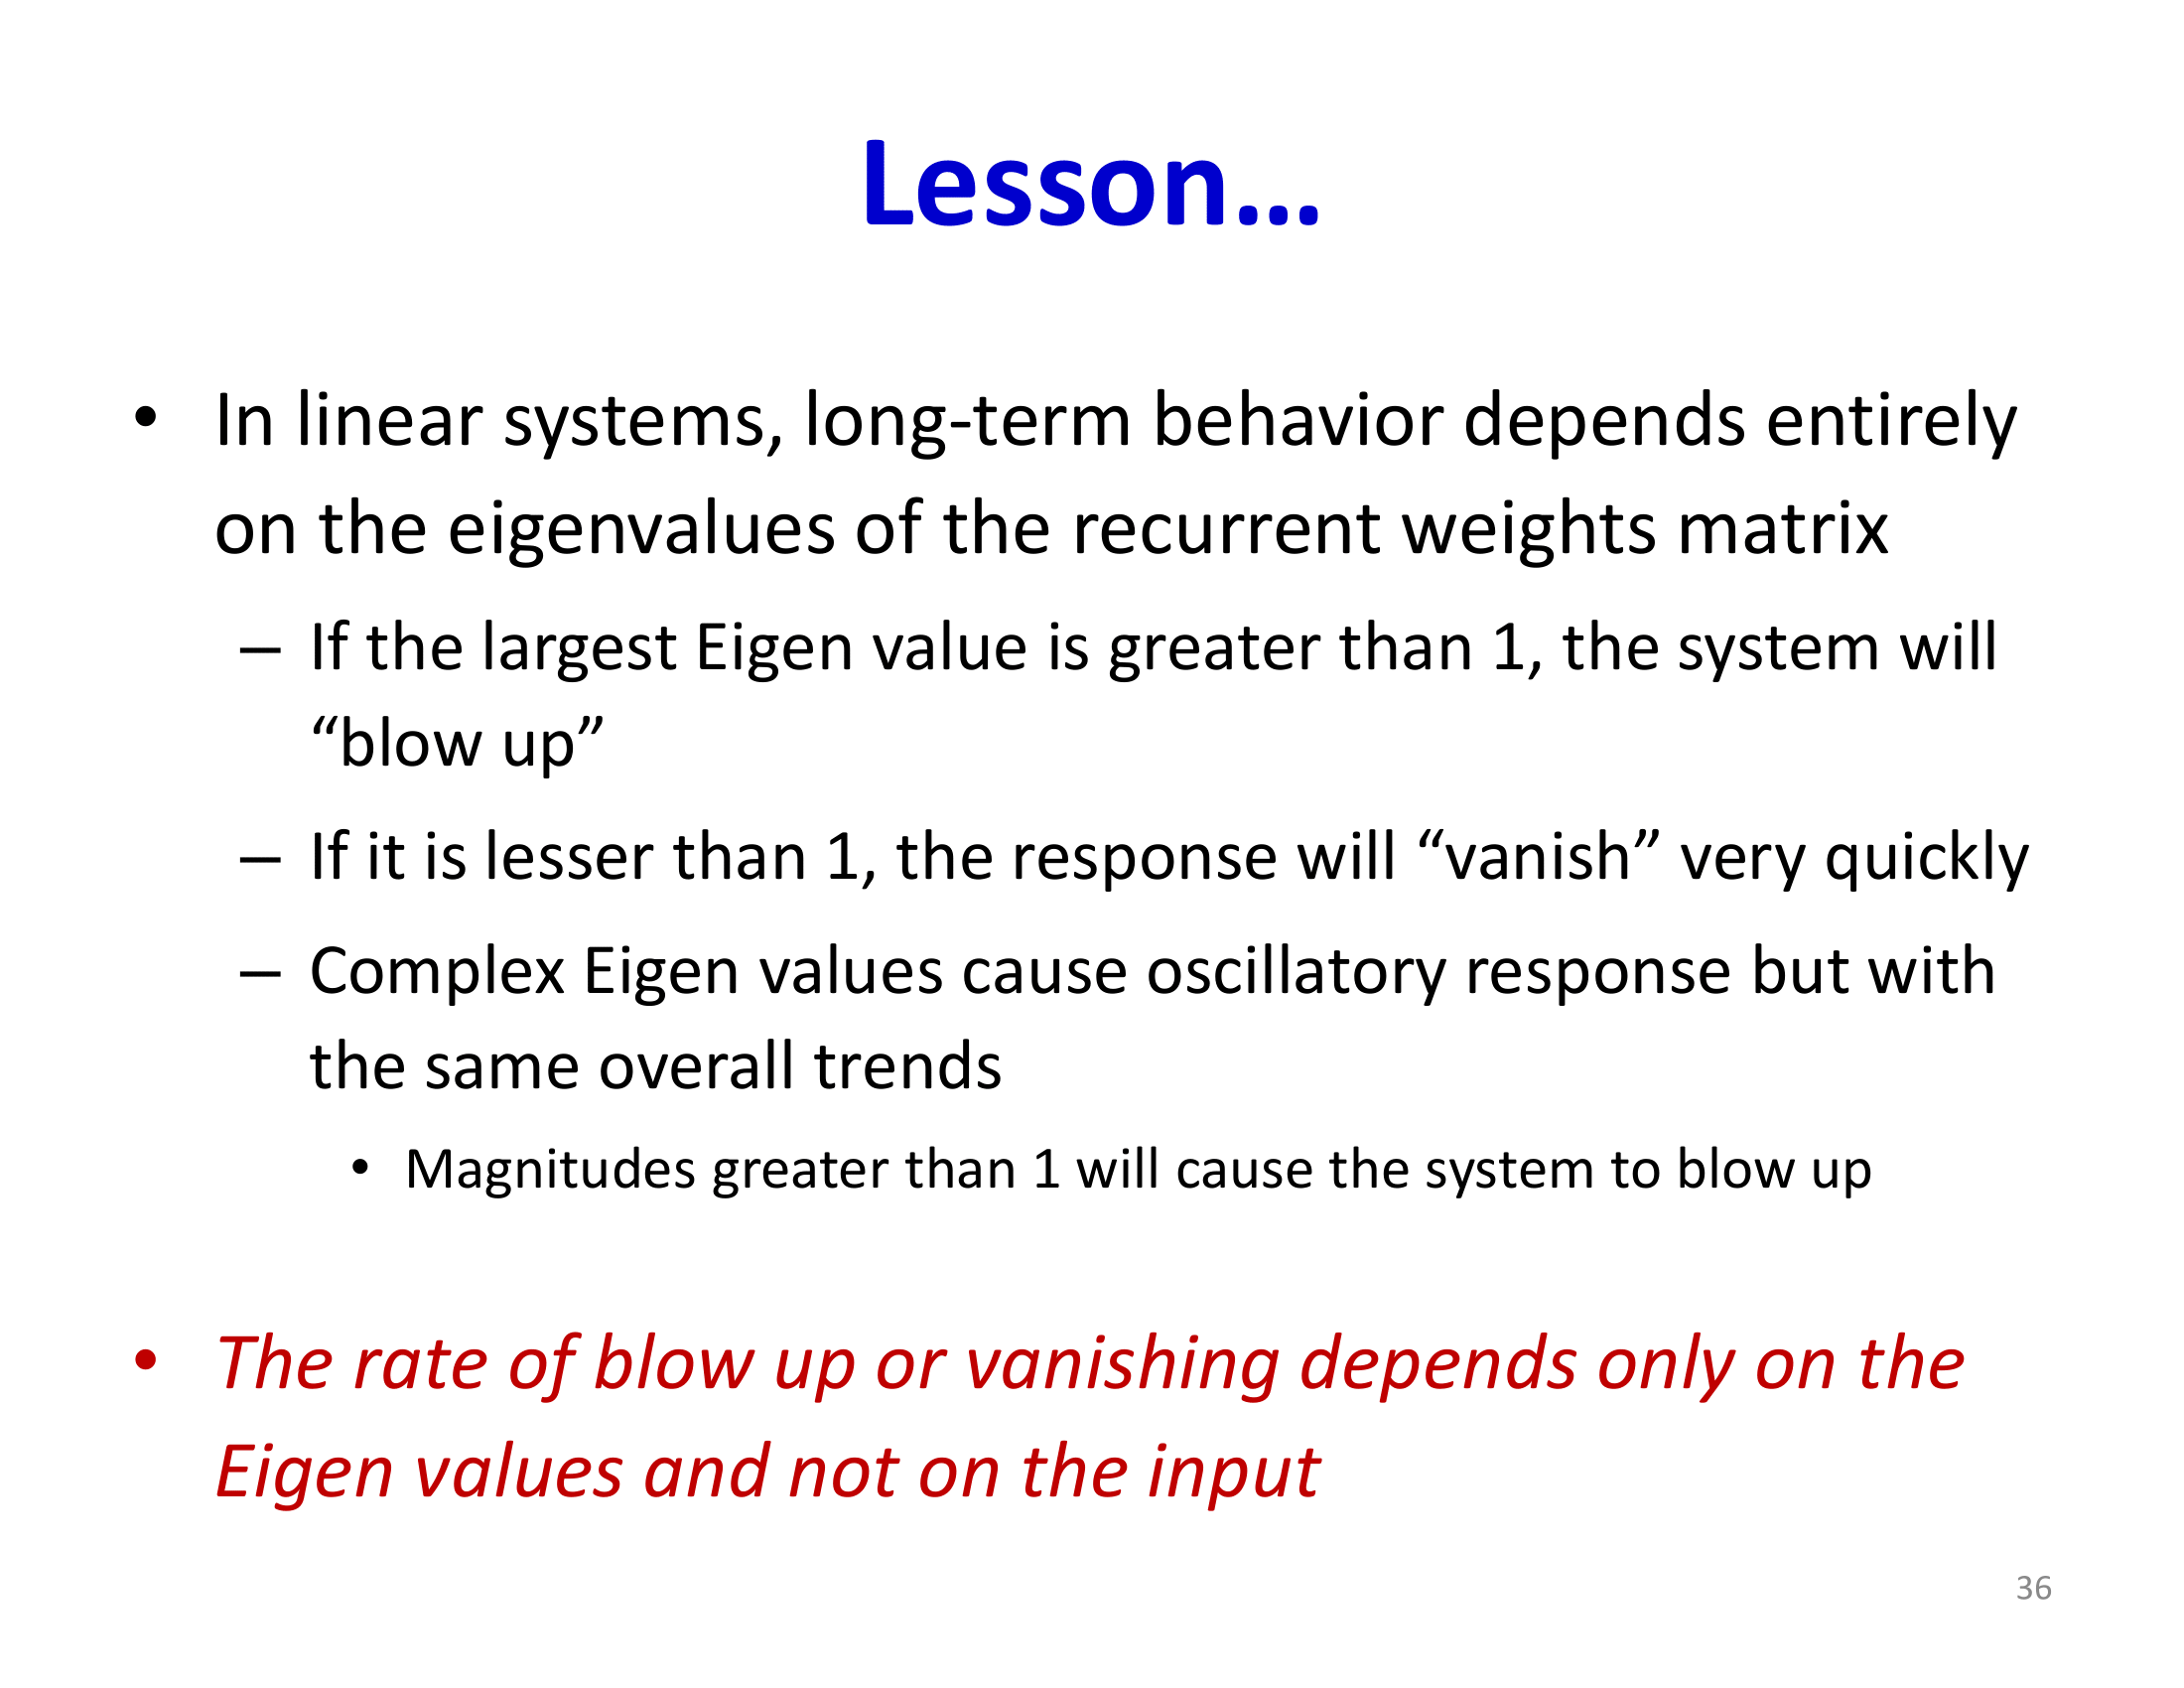 Lesson…
• In linear systems, long-term behavior depends entirely
on the eigenvalues of the recurrent weights matrix
– If the largest Eigen value is greater than 1, the system will
“blow up”
– If it is lesser than 1, the response will “vanish” very quickly
– Complex Eigen values cause oscillatory response but with
the same overall trends
• Magnitudes greater than 1 will cause the system to blow up
• The rate of blow up or vanishing depends only on the
Eigen values and not on the input
36